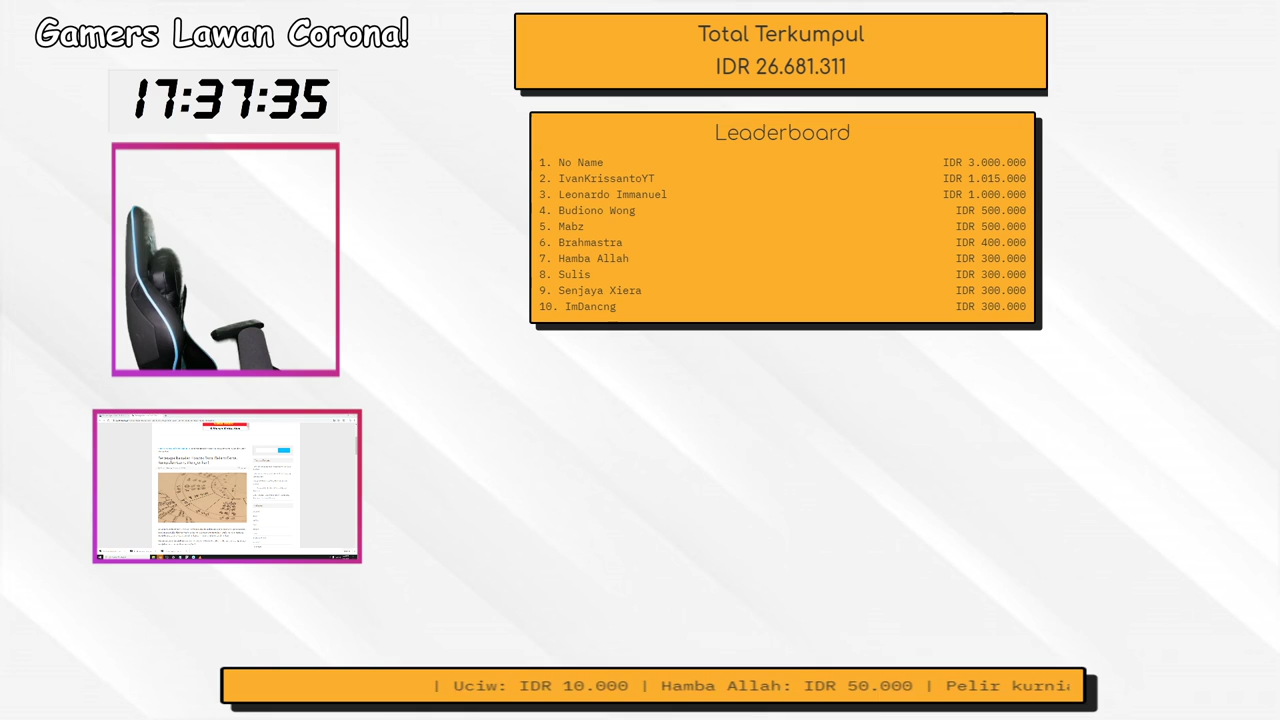 Gamers Lawan Corona!
17:37:35
Total Terkumpul
IDR 26.681.311
Leaderboard
1. No Name IDR 3.000.000
2. IvanKrissantoYT IDR 1.015.000
3. Leonardo Immanuel IDR 1.000.000
4. Budiono Wong IDR 500.000
5. Mabz IDR 500.000
6. Brahmastra IDR 400.000
7. Hamba Allah IDR 300.000
8. Sulis IDR 300.000
9. Senjaya Xiera IDR 300.000
10. ImDancng IDR 300.000
| Uciw: IDR 10.000 | Hamba Allah: IDR 50.000 | Pelir kurnia